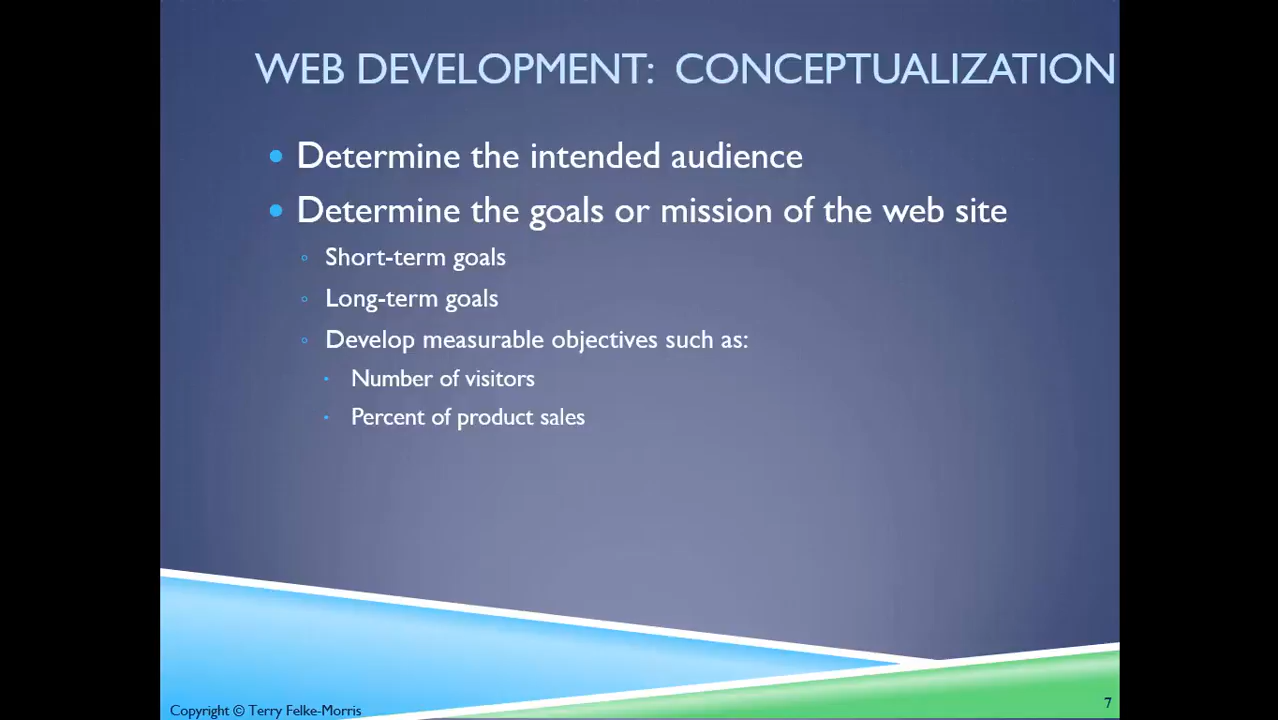 WEB DEVELOPMENT: CONCEPTUALIZATION
• Determine the intended audience
• Determine the goals or mission of the web site
◦ Short-term goals
◦ Long-term goals
◦ Develop measurable objectives such as:
· Number of visitors
· Percent of product sales
Copyright © Terry Felke-Morris
7